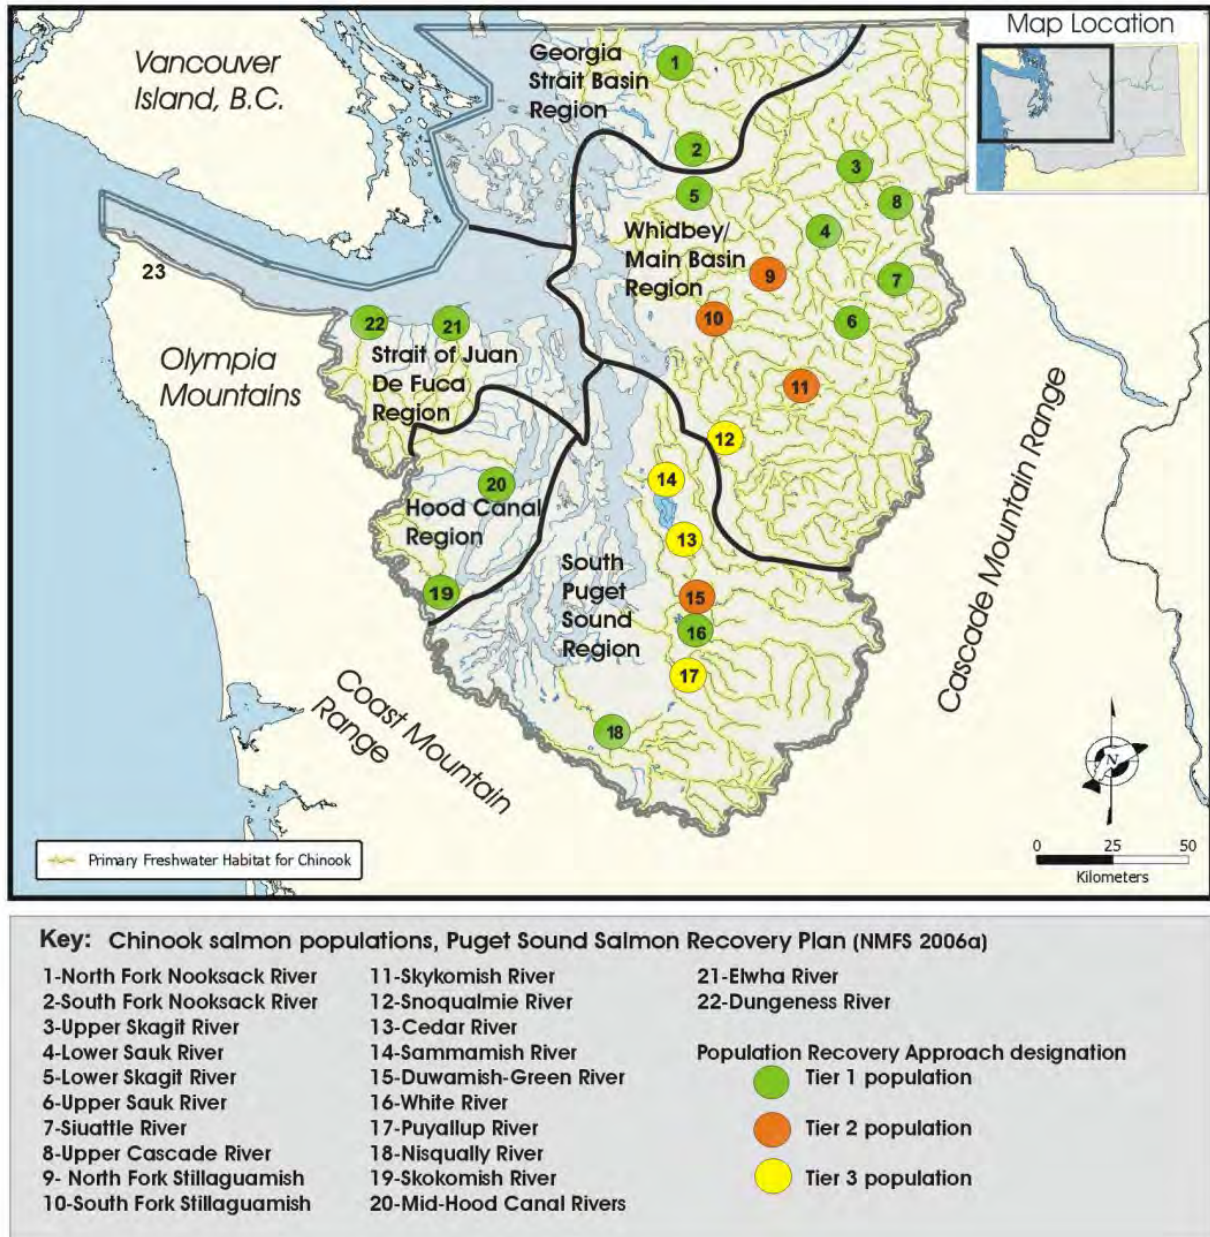 Map Location
Vancouver
Island, B.C.
Georgia
Strait Basin
Region
1
2
3
5
8
4
Whidbey/
Main Basin
Region
9
7
10
6
23
22
21
Strait of Juan
De Fuca
Region
Olympia
Mountains
11
12
14
20
Hood Canal
Region
13
South
Puget
Sound
Region
19
15
16
17
18
Cascade Mountain Range
Coast Mountain
Range
N
Primary Freshwater Habitat for Chinook
0 25 50
Kilometers
Key: Chinook salmon populations, Puget Sound Salmon Recovery Plan (NMFS 2006a)
1-North Fork Nooksack River
2-South Fork Nooksack River
3-Upper Skagit River
4-Lower Sauk River
5-Lower Skagit River
6-Upper Sauk River
7-Siuattle River
8-Upper Cascade River
9- North Fork Stillaguamish
10-South Fork Stillaguamish
11-Skykomish River
12-Snoqualmie River
13-Cedar River
14-Sammamish River
15-Duwamish-Green River
16-White River
17-Puyallup River
18-Nisqually River
19-Skokomish River
20-Mid-Hood Canal Rivers
21-Elwha River
22-Dungeness River
Population Recovery Approach designation
Tier 1 population
Tier 2 population
Tier 3 population